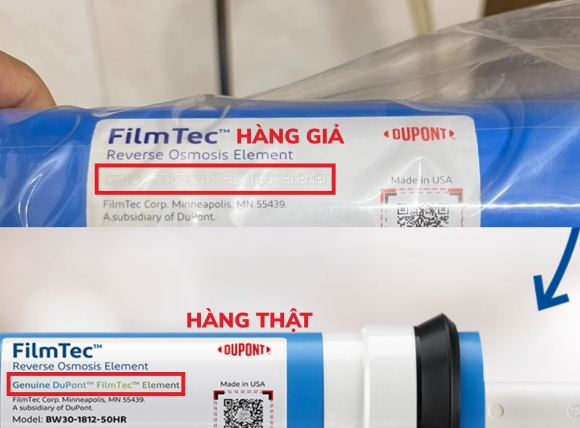 FilmTec™ HÀNG GIẢ
DUPONT
Reverse Osmosis Element
Made in USA
FilmTec Corp. Minneapolis, MN 55439.
A subsidiary of DuPont.
HÀNG THẬT
FilmTec™
DUPONT
Reverse Osmosis Element
Genuine DuPont™ FilmTec™ Element
Made in USA
FilmTec Corp. Minneapolis, MN 55439.
A subsidiary of DuPont.
Model: BW30-1812-50HR